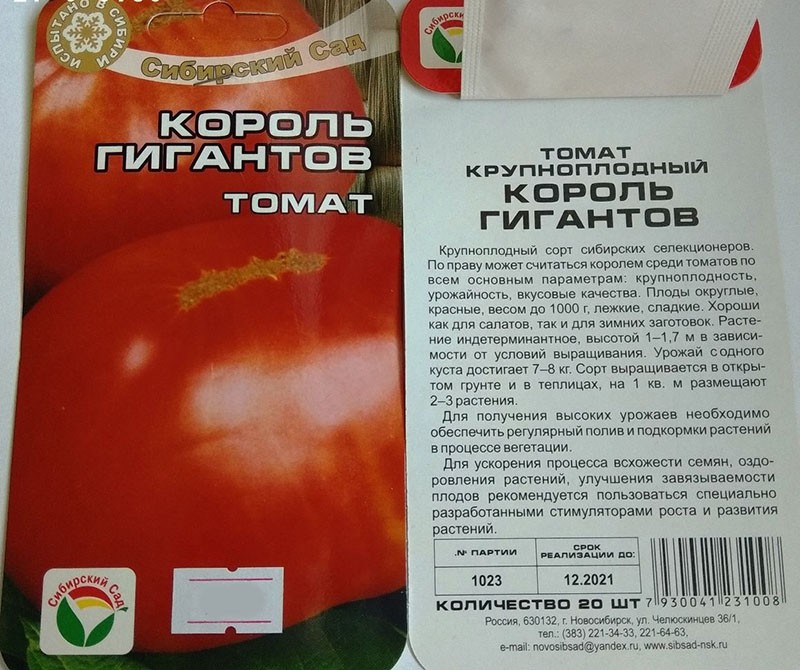 ИСПЫТАНО В СИБИРИ
Сибирский Сад
КОРОЛЬ
ГИГАНТОВ
ТОМАТ
Сибирский Сад
Сибирский
ТОМАТ
КРУПНОПЛОДНЫЙ
КОРОЛЬ
ГИГАНТОВ
Крупноплодный сорт сибирских селекционеров.
По праву может считаться королем среди томатов по
всем основным параметрам: крупноплодность,
урожайность, вкусовые качества. Плоды округлые,
красные, весом до 1000 г, лежкие, сладкие. Хороши
как для салатов, так и для зимних заготовок. Расте-
ние индетерминантное, высотой 1–1,7 м в зависи-
мости от условий выращивания. Урожай с одного
куста достигает 7–8 кг. Сорт выращивается в откры-
том грунте и в теплицах, на 1 кв. м размещают
2–3 растения.
Для получения высоких урожаев необходимо
обеспечить регулярный полив и подкормки растений
в процессе вегетации.
Для ускорения процесса всхожести семян, оздо-
ровления растений, улучшения завязываемости
плодов рекомендуется пользоваться специально
разработанными стимуляторами роста и развития
растений.
.№ ПАРТИИ
СРОК
РЕАЛИЗАЦИИ ДО:
1023
12.2021
КОЛИЧЕСТВО 20 ШТ
7 930041 231008
Россия, 630132, г. Новосибирск, ул. Челюскинцев 36/1,
тел.: (383) 221-34-33, 221-64-63,
e-mail: novosibsad@yandex.ru, www.sibsad-nsk.ru